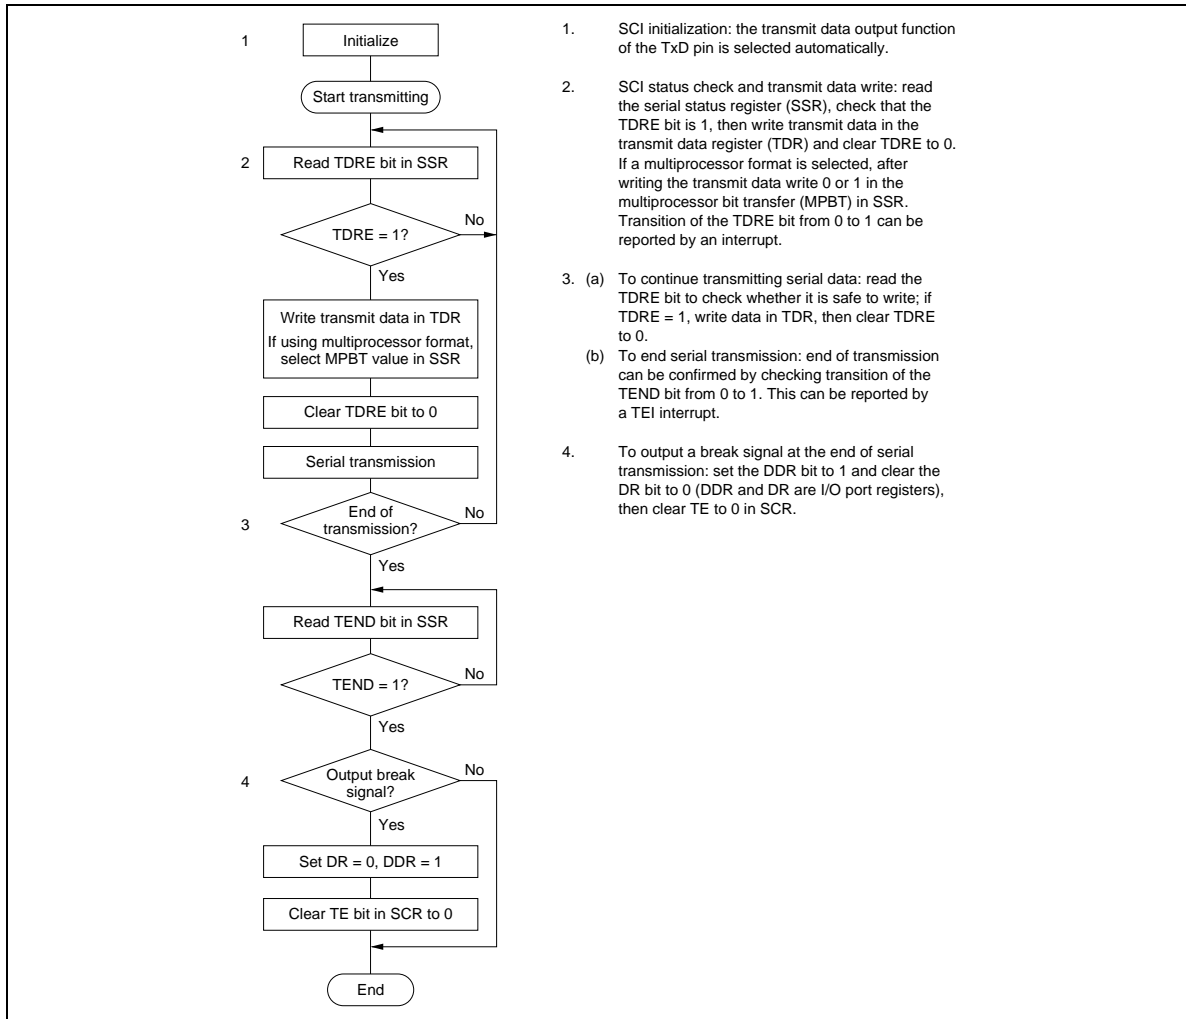 1
Initialize
Start transmitting
2
Read TDRE bit in SSR
TDRE = 1?
No
Yes
Write transmit data in TDR
If using multiprocessor format,
select MPBT value in SSR
Clear TDRE bit to 0
Serial transmission
3
End of
transmission?
No
Yes
Read TEND bit in SSR
TEND = 1?
No
Yes
4
Output break
signal?
No
Yes
Set DR = 0, DDR = 1
Clear TE bit in SCR to 0
End
1. SCI initialization: the transmit data output function
of the TxD pin is selected automatically.
2. SCI status check and transmit data write: read
the serial status register (SSR), check that the
TDRE bit is 1, then write transmit data in the
transmit data register (TDR) and clear TDRE to 0.
If a multiprocessor format is selected, after
writing the transmit data write 0 or 1 in the
multiprocessor bit transfer (MPBT) in SSR.
Transition of the TDRE bit from 0 to 1 can be
reported by an interrupt.
3. (a) To continue transmitting serial data: read the
TDRE bit to check whether it is safe to write; if
TDRE = 1, write data in TDR, then clear TDRE
to 0.
(b) To end serial transmission: end of transmission
can be confirmed by checking transition of the
TEND bit from 0 to 1. This can be reported by
a TEI interrupt.
4. To output a break signal at the end of serial
transmission: set the DDR bit to 1 and clear the
DR bit to 0 (DDR and DR are I/O port registers),
then clear TE to 0 in SCR.